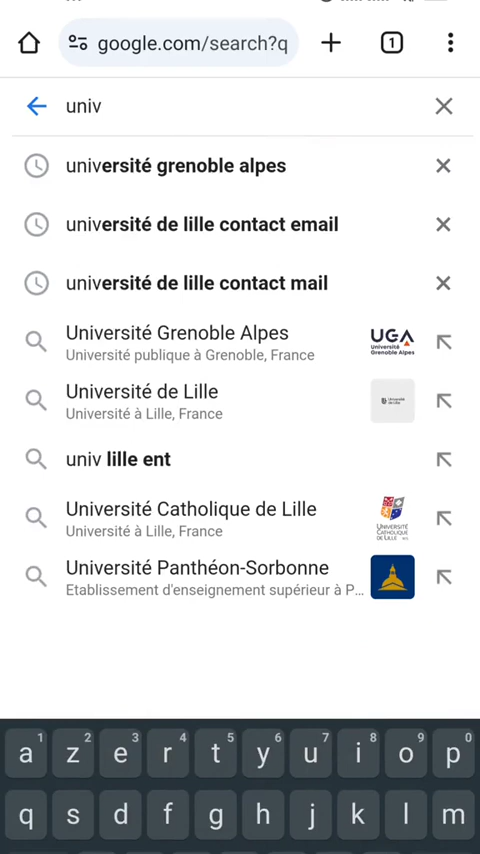 google.com/search?q
1
univ
université grenoble alpes
université de lille contact email
université de lille contact mail
Université Grenoble Alpes
Université publique à Grenoble, France
UGA
Université
Grenoble Alpes
Université de Lille
Université à Lille, France
Université
de Lille
univ lille ent
Université Catholique de Lille
Université à Lille, France
UNIVERSITÉ
CATHOLIQUE
DE LILLE
Université Panthéon-Sorbonne
Etablissement d'enseignement supérieur à P...
1 2 3 4 5 6 7 8 9 0
a z e r t y u i o p
q s d f g h j k l m